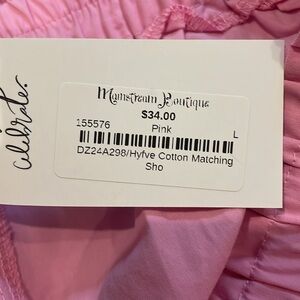 celebrate.
Mainstream Boutique
$34.00
155576 Pink L
DZ24A298/Hyfve Cotton Matching
Sho